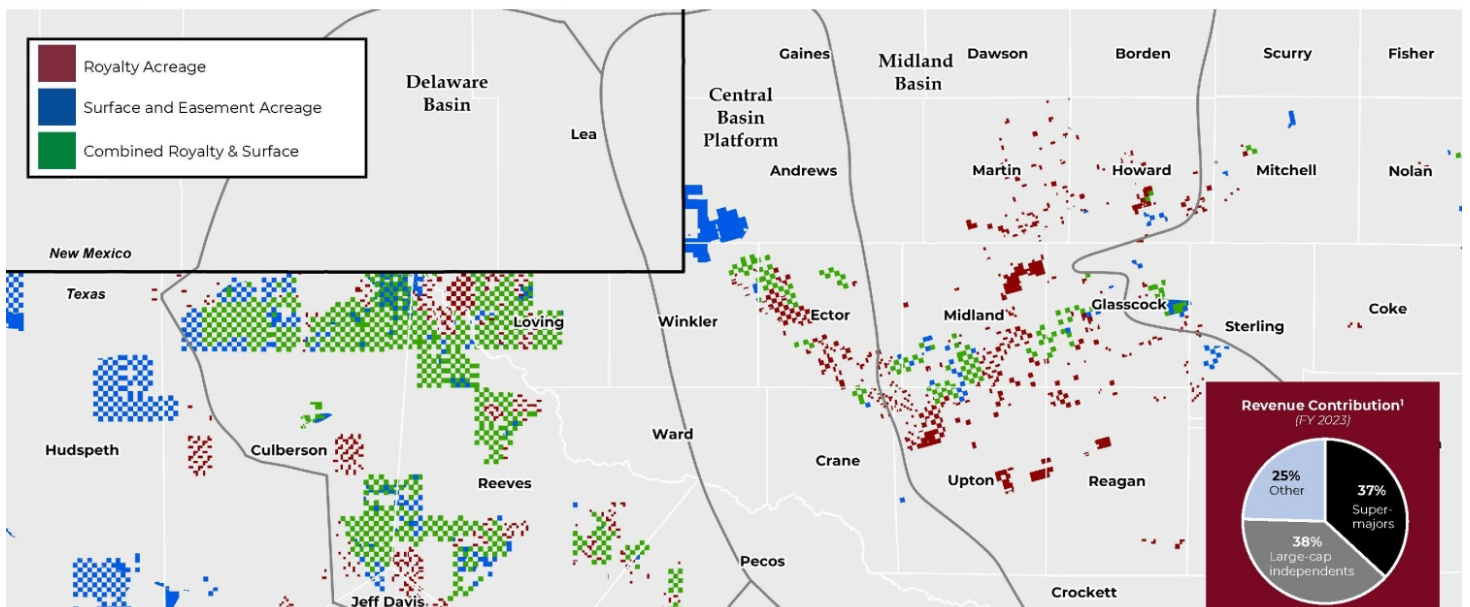 Royalty Acreage
Surface and Easement Acreage
Combined Royalty & Surface
Delaware
Basin
Lea
New Mexico
Texas
Gaines
Midland
Basin
Dawson
Borden
Scurry
Fisher
Central
Basin
Platform
Andrews
Martin
Howard
Mitchell
Nolan
Loving
Winkler
Ector
Midland
Glasscock
Sterling
Coke
Hudspeth
Culberson
Reeves
Ward
Crane
Upton
Reagan
Jeff Davis
Pecos
Crockett
Revenue Contribution¹
(FY 2023)
25%
Other
37%
Super-
majors
38%
Large-cap
independents